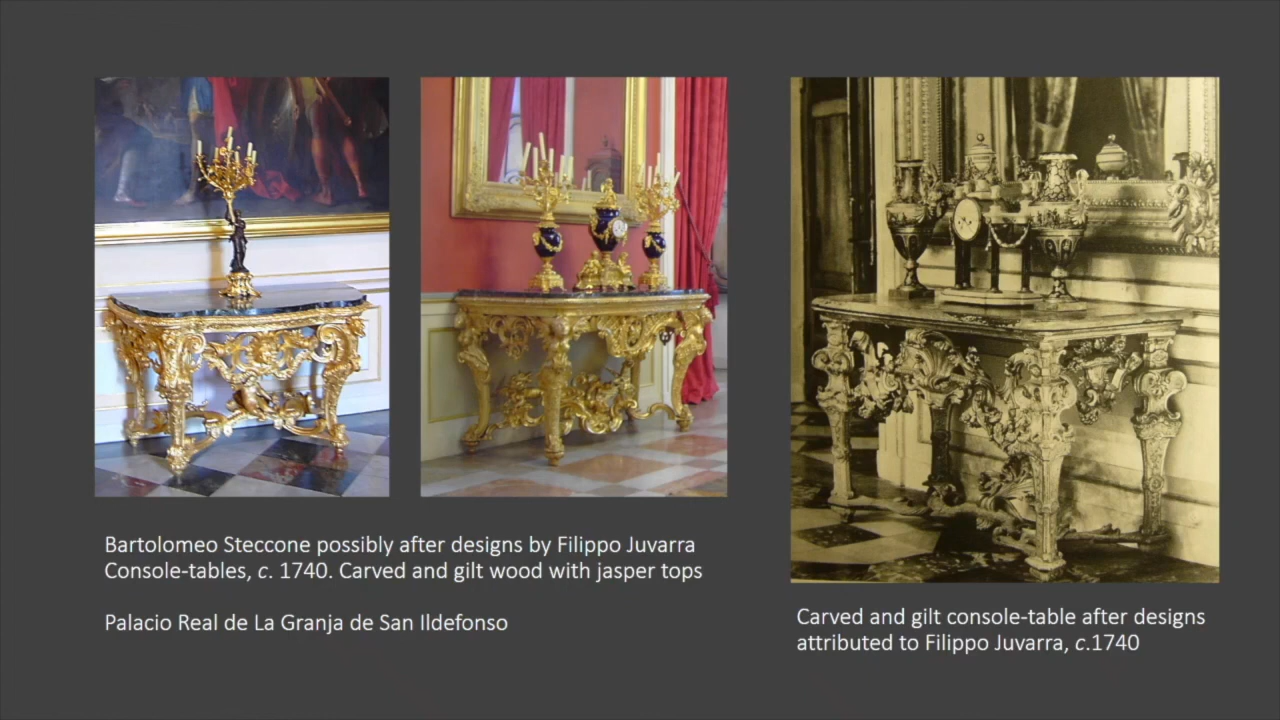 Bartolomeo Steccone possibly after designs by Filippo Juvarra
Console-tables, c. 1740. Carved and gilt wood with jasper tops
Palacio Real de La Granja de San Ildefonso
Carved and gilt console-table after designs
attributed to Filippo Juvarra, c.1740